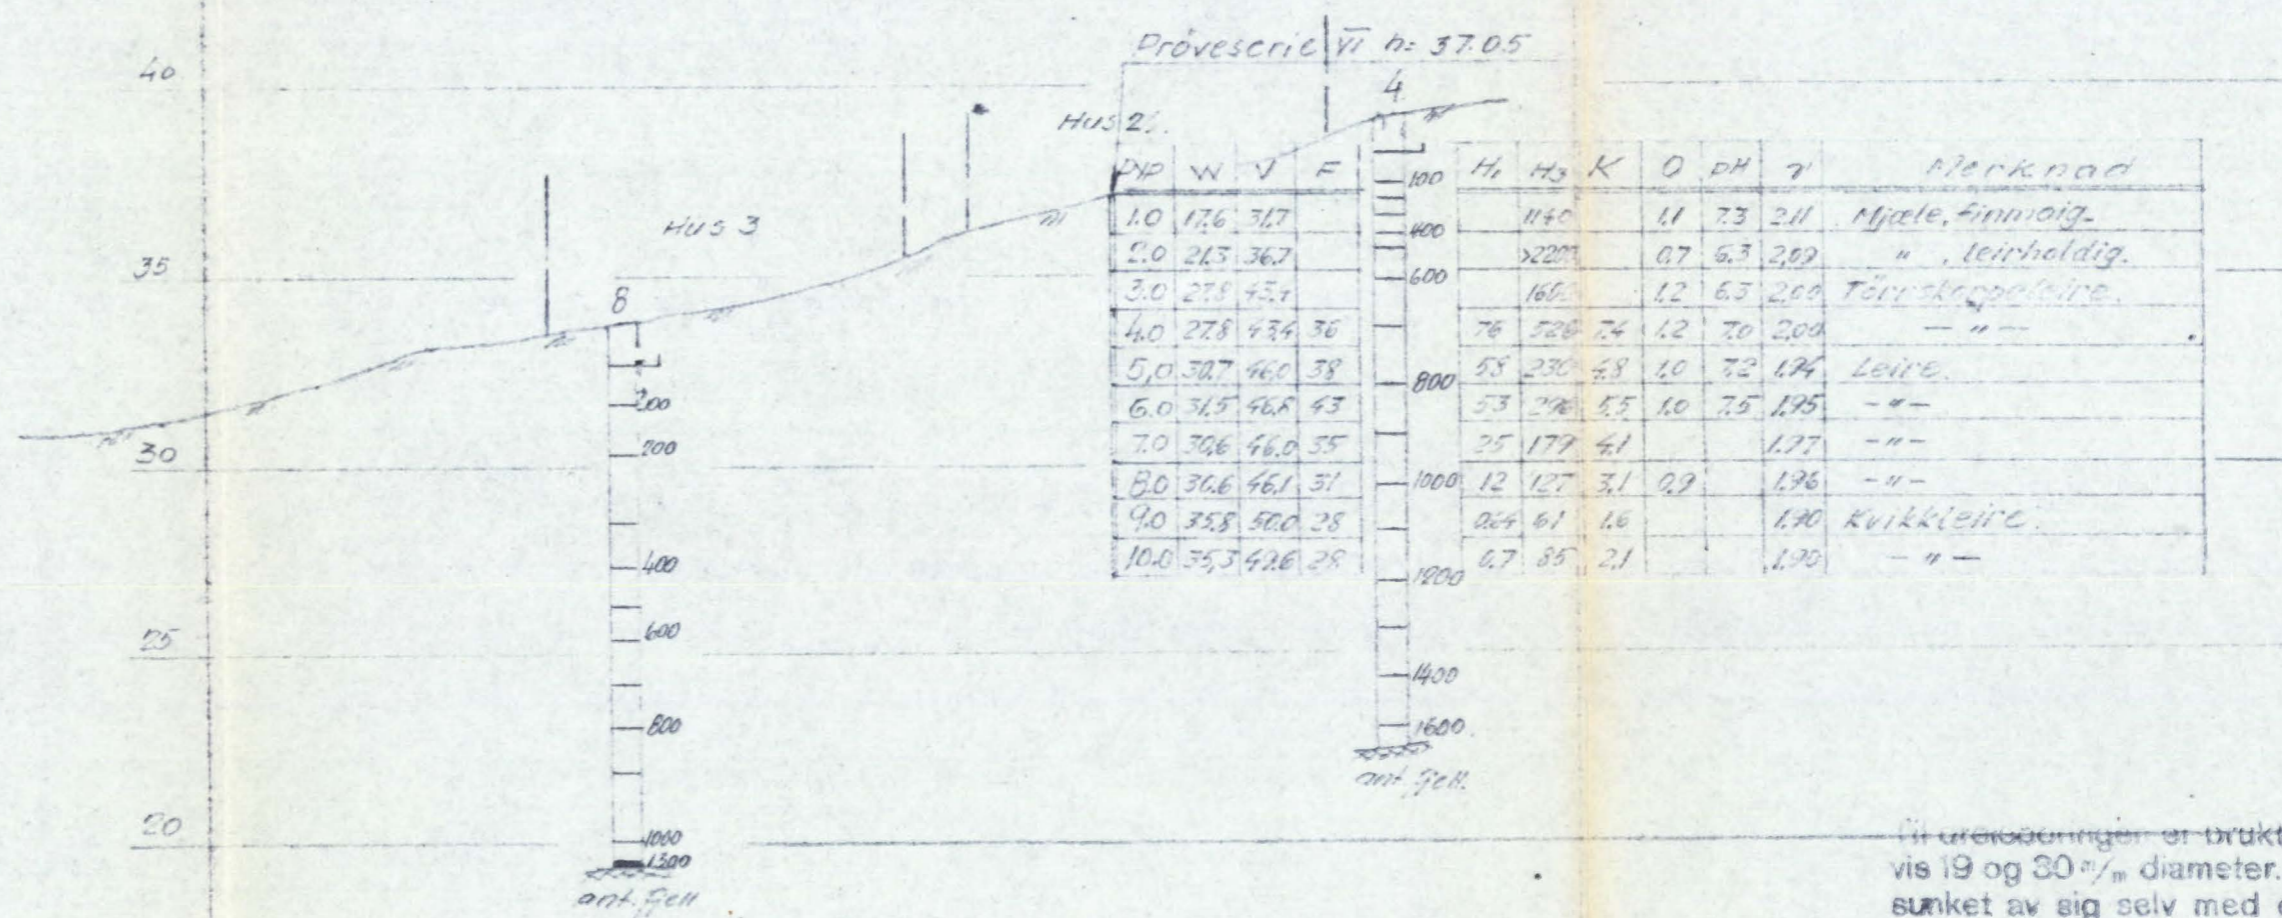 Prøveserie VI h= 37.05
40
4
Hus 2
Dyp W V F H₁ H₃ K O pH γ Merknad
100
1.0 17.6 31.7 1140 1.1 7.3 2.11 Mjæle, finmoig.
Hus 3
400
2.0 21.3 36.7 >2200 0.7 6.3 2,09 " , leirholdig.
35
600
3.0 27.8 43.4 1.2 6.3 2,00 Törrskorpeleire.
8
4.0 27.8 43.4 36 76 7.4 1.2 7.0 2,00 — " —
5,0 30.7 46.0 38 58 230 4.8 1.0 7.2 1.94 Leire.
800
6.0 31.5 46.8 43 53 296 5.5 1.0 7.5 1.95 - " -
200
7.0 30.6 46.0 35 25 179 4.1 1.97 - " -
30
1000
8.0 30.6 46.1 31 12 127 3.1 0.9 1.96 - " -
9.0 35.8 50.0 28 61 1.6 1.90 Kvikkleire.
10.0 35,3 49.6 28 0.7 85 2.1 1.90 — " —
400
1200
25
600
1400
800
1600
ant. fjell.
20
1000
1300
ant. fjell
er brukt
vis 19 og 30 m/m diameter.
sunket av sig selv med